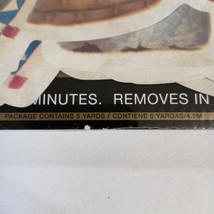 MINUTES. REMOVES IN
PACKAGE CONTAINS 5 YARDS / CONTIENE 5 YARDAS/4.5M